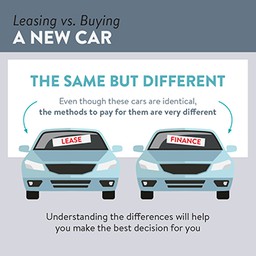 Leasing vs. Buying
A NEW CAR
THE SAME BUT DIFFERENT
Even though these cars are identical,
the methods to pay for them are very different
LEASE
FINANCE
Understanding the differences will help
you make the best decision for you